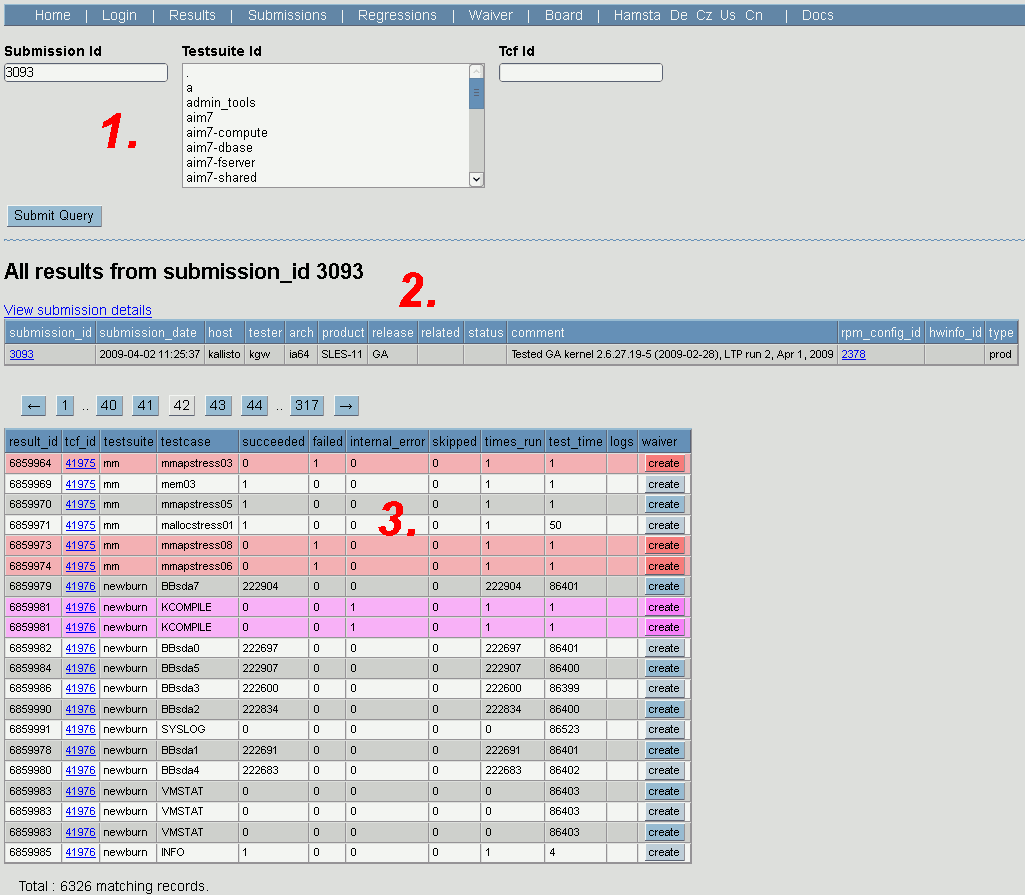 Home | Login | Results | Submissions | Regressions | Waiver | Board | Hamsta De Cz Us Cn | Docs
Submission Id Testsuite Id Tcf Id
3093
.
a
admin_tools
aim7
aim7-compute
aim7-dbase
aim7-fserver
aim7-shared
1.
Submit Query
All results from submission_id 3093
2.
View submission details
submission_id submission_date host tester arch product release related status comment rpm_config_id hwinfo_id type
3093 2009-04-02 11:25:37 kallisto kgw ia64 SLES-11 GA Tested GA kernel 2.6.27.19-5 (2009-02-28), LTP run 2, Apr 1, 2009 2378 prod
← 1 .. 40 41 42 43 44 .. 317 →
result_id tcf_id testsuite testcase succeeded failed internal_error skipped times_run test_time logs waiver
6859964 41975 mm mmapstress03 0 1 0 0 1 1 create
6859969 41975 mm mem03 1 0 0 0 1 1 create
6859970 41975 mm mmapstress05 1 0 0 0 1 1 create
3.
6859971 41975 mm mallocstress01 1 0 0 0 1 50 create
6859973 41975 mm mmapstress08 0 1 0 0 1 1 create
6859974 41975 mm mmapstress06 0 1 0 0 1 1 create
6859979 41976 newburn BBsda7 222904 0 0 0 222904 86401 create
6859981 41976 newburn KCOMPILE 0 0 1 0 1 1 create
6859981 41976 newburn KCOMPILE 0 0 1 0 1 1 create
6859982 41976 newburn BBsda0 222697 0 0 0 222697 86401 create
6859984 41976 newburn BBsda5 222907 0 0 0 222907 86400 create
6859986 41976 newburn BBsda3 222600 0 0 0 222600 86399 create
6859990 41976 newburn BBsda2 222834 0 0 0 222834 86400 create
6859991 41976 newburn SYSLOG 0 0 0 0 0 86523 create
6859978 41976 newburn BBsda1 222691 0 0 0 222691 86401 create
6859980 41976 newburn BBsda4 222683 0 0 0 222683 86402 create
6859983 41976 newburn VMSTAT 0 0 0 0 0 86403 create
6859983 41976 newburn VMSTAT 0 0 0 0 0 86403 create
6859983 41976 newburn VMSTAT 0 0 0 0 0 86403 create
6859985 41976 newburn INFO 1 0 0 0 1 4 create
Total : 6326 matching records.